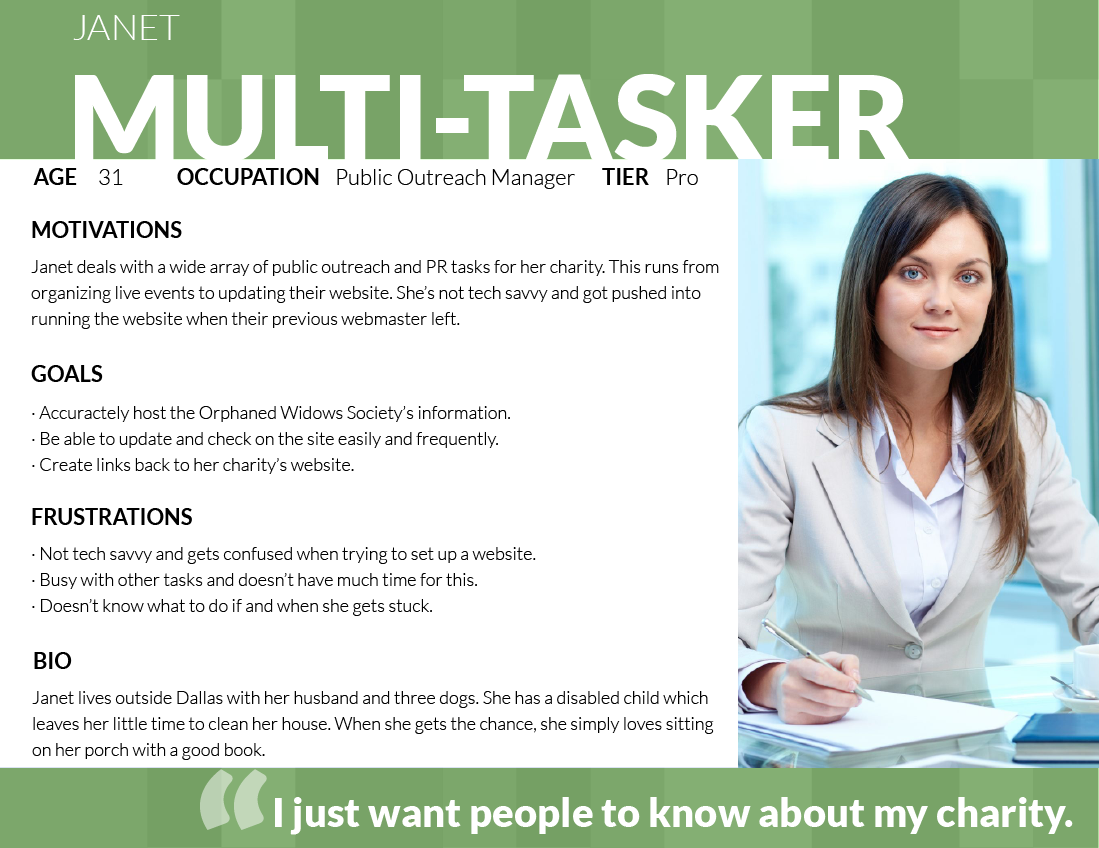 JANET
MULTI-TASKER
AGE 31 OCCUPATION Public Outreach Manager TIER Pro
MOTIVATIONS
Janet deals with a wide array of public outreach and PR tasks for her charity. This runs from
organizing live events to updating their website. She’s not tech savvy and got pushed into
running the website when their previous webmaster left.
GOALS
· Accuractely host the Orphaned Widows Society’s information.
· Be able to update and check on the site easily and frequently.
· Create links back to her charity’s website.
FRUSTRATIONS
· Not tech savvy and gets confused when trying to set up a website.
· Busy with other tasks and doesn’t have much time for this.
· Doesn’t know what to do if and when she gets stuck.
BIO
Janet lives outside Dallas with her husband and three dogs. She has a disabled child which
leaves her little time to clean her house. When she gets the chance, she simply loves sitting
on her porch with a good book.
“I just want people to know about my charity.